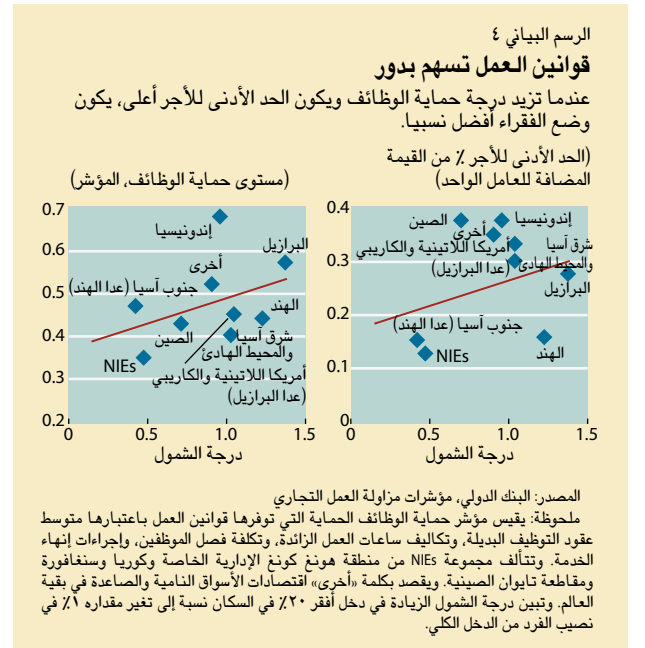 الرسم البياني ٤
قوانين العمل تسهم بدور
عندما تزيد درجة حماية الوظائف ويكون الحد الأدنى للأجر أعلى، يكون
وضع الفقراء أفضل نسبيا.
(الحد الأدنى للأجر ٪ من القيمة
المضافة للعامل الواحد)
0.4
0.3
0.2
0.1
0
0
0.5
1.0
1.5
الصين
إندونيسيا
أخرى
شرق آسيا
والمحيط الهادئ
أمريكا اللاتينية والكاريبي
(عدا البرازيل)
البرازيل
جنوب آسيا (عدا الهند)
NIEs
الهند
درجة الشمول
(مستوى حماية الوظائف، المؤشر)
0.7
0.6
0.5
0.4
0.3
0.2
0
0.5
1.0
1.5
إندونيسيا
البرازيل
أخرى
جنوب آسيا (عدا الهند)
الهند
الصين
شرق آسيا
والمحيط الهادئ
NIEs
أمريكا اللاتينية والكاريبي
(عدا البرازيل)
درجة الشمول
المصدر: البنك الدولي، مؤشرات مزاولة العمل التجاري
ملحوظة: يقيس مؤشر حماية الوظائف الحماية التي توفرها قوانين العمل باعتبارها متوسط
عقود التوظيف البديلة، وتكاليف ساعات العمل الزائدة، وتكلفة فصل الموظفين، وإجراءات إنهاء
الخدمة. وتتألف مجموعة NIEs من منطقة هونغ كونغ الإدارية الخاصة وكوريا وسنغافورة
ومقاطعة تايوان الصينية. ويقصد بكلمة «أخرى» اقتصادات الأسواق النامية والصاعدة في بقية
العالم. وتبين درجة الشمول الزيادة في دخل أفقر ٢٠٪ في السكان نسبة إلى تغير مقداره ١٪ في
نصيب الفرد من الدخل الكلي.